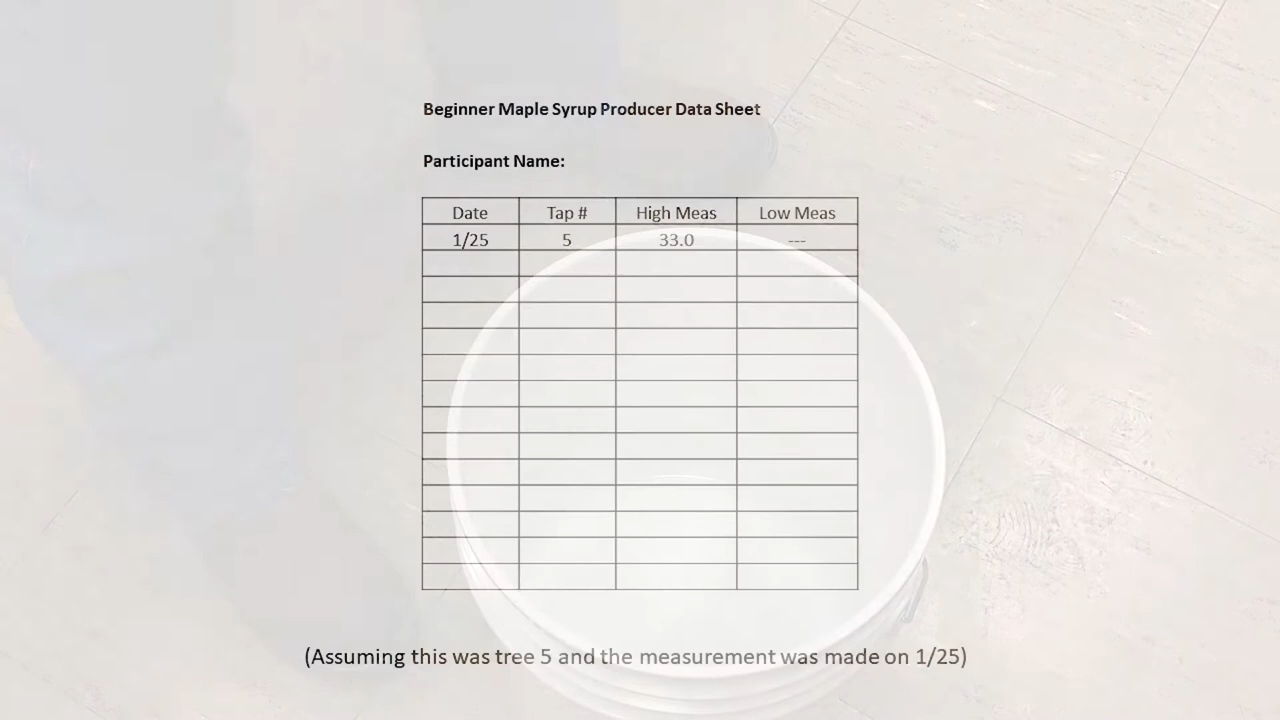 Beginner Maple Syrup Producer Data Sheet
Participant Name:
Date Tap # High Meas Low Meas
1/25 5 33.0 ---
(Assuming this was tree 5 and the measurement was made on 1/25)